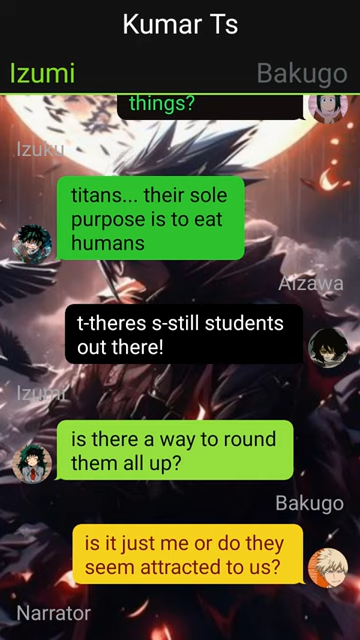 Kumar Ts
Izumi
Bakugo
things?
Izuku
titans... their sole
purpose is to eat
humans
Aizawa
t-theres s-still students
out there!
Izumi
is there a way to round
them all up?
Bakugo
is it just me or do they
seem attracted to us?
Narrator